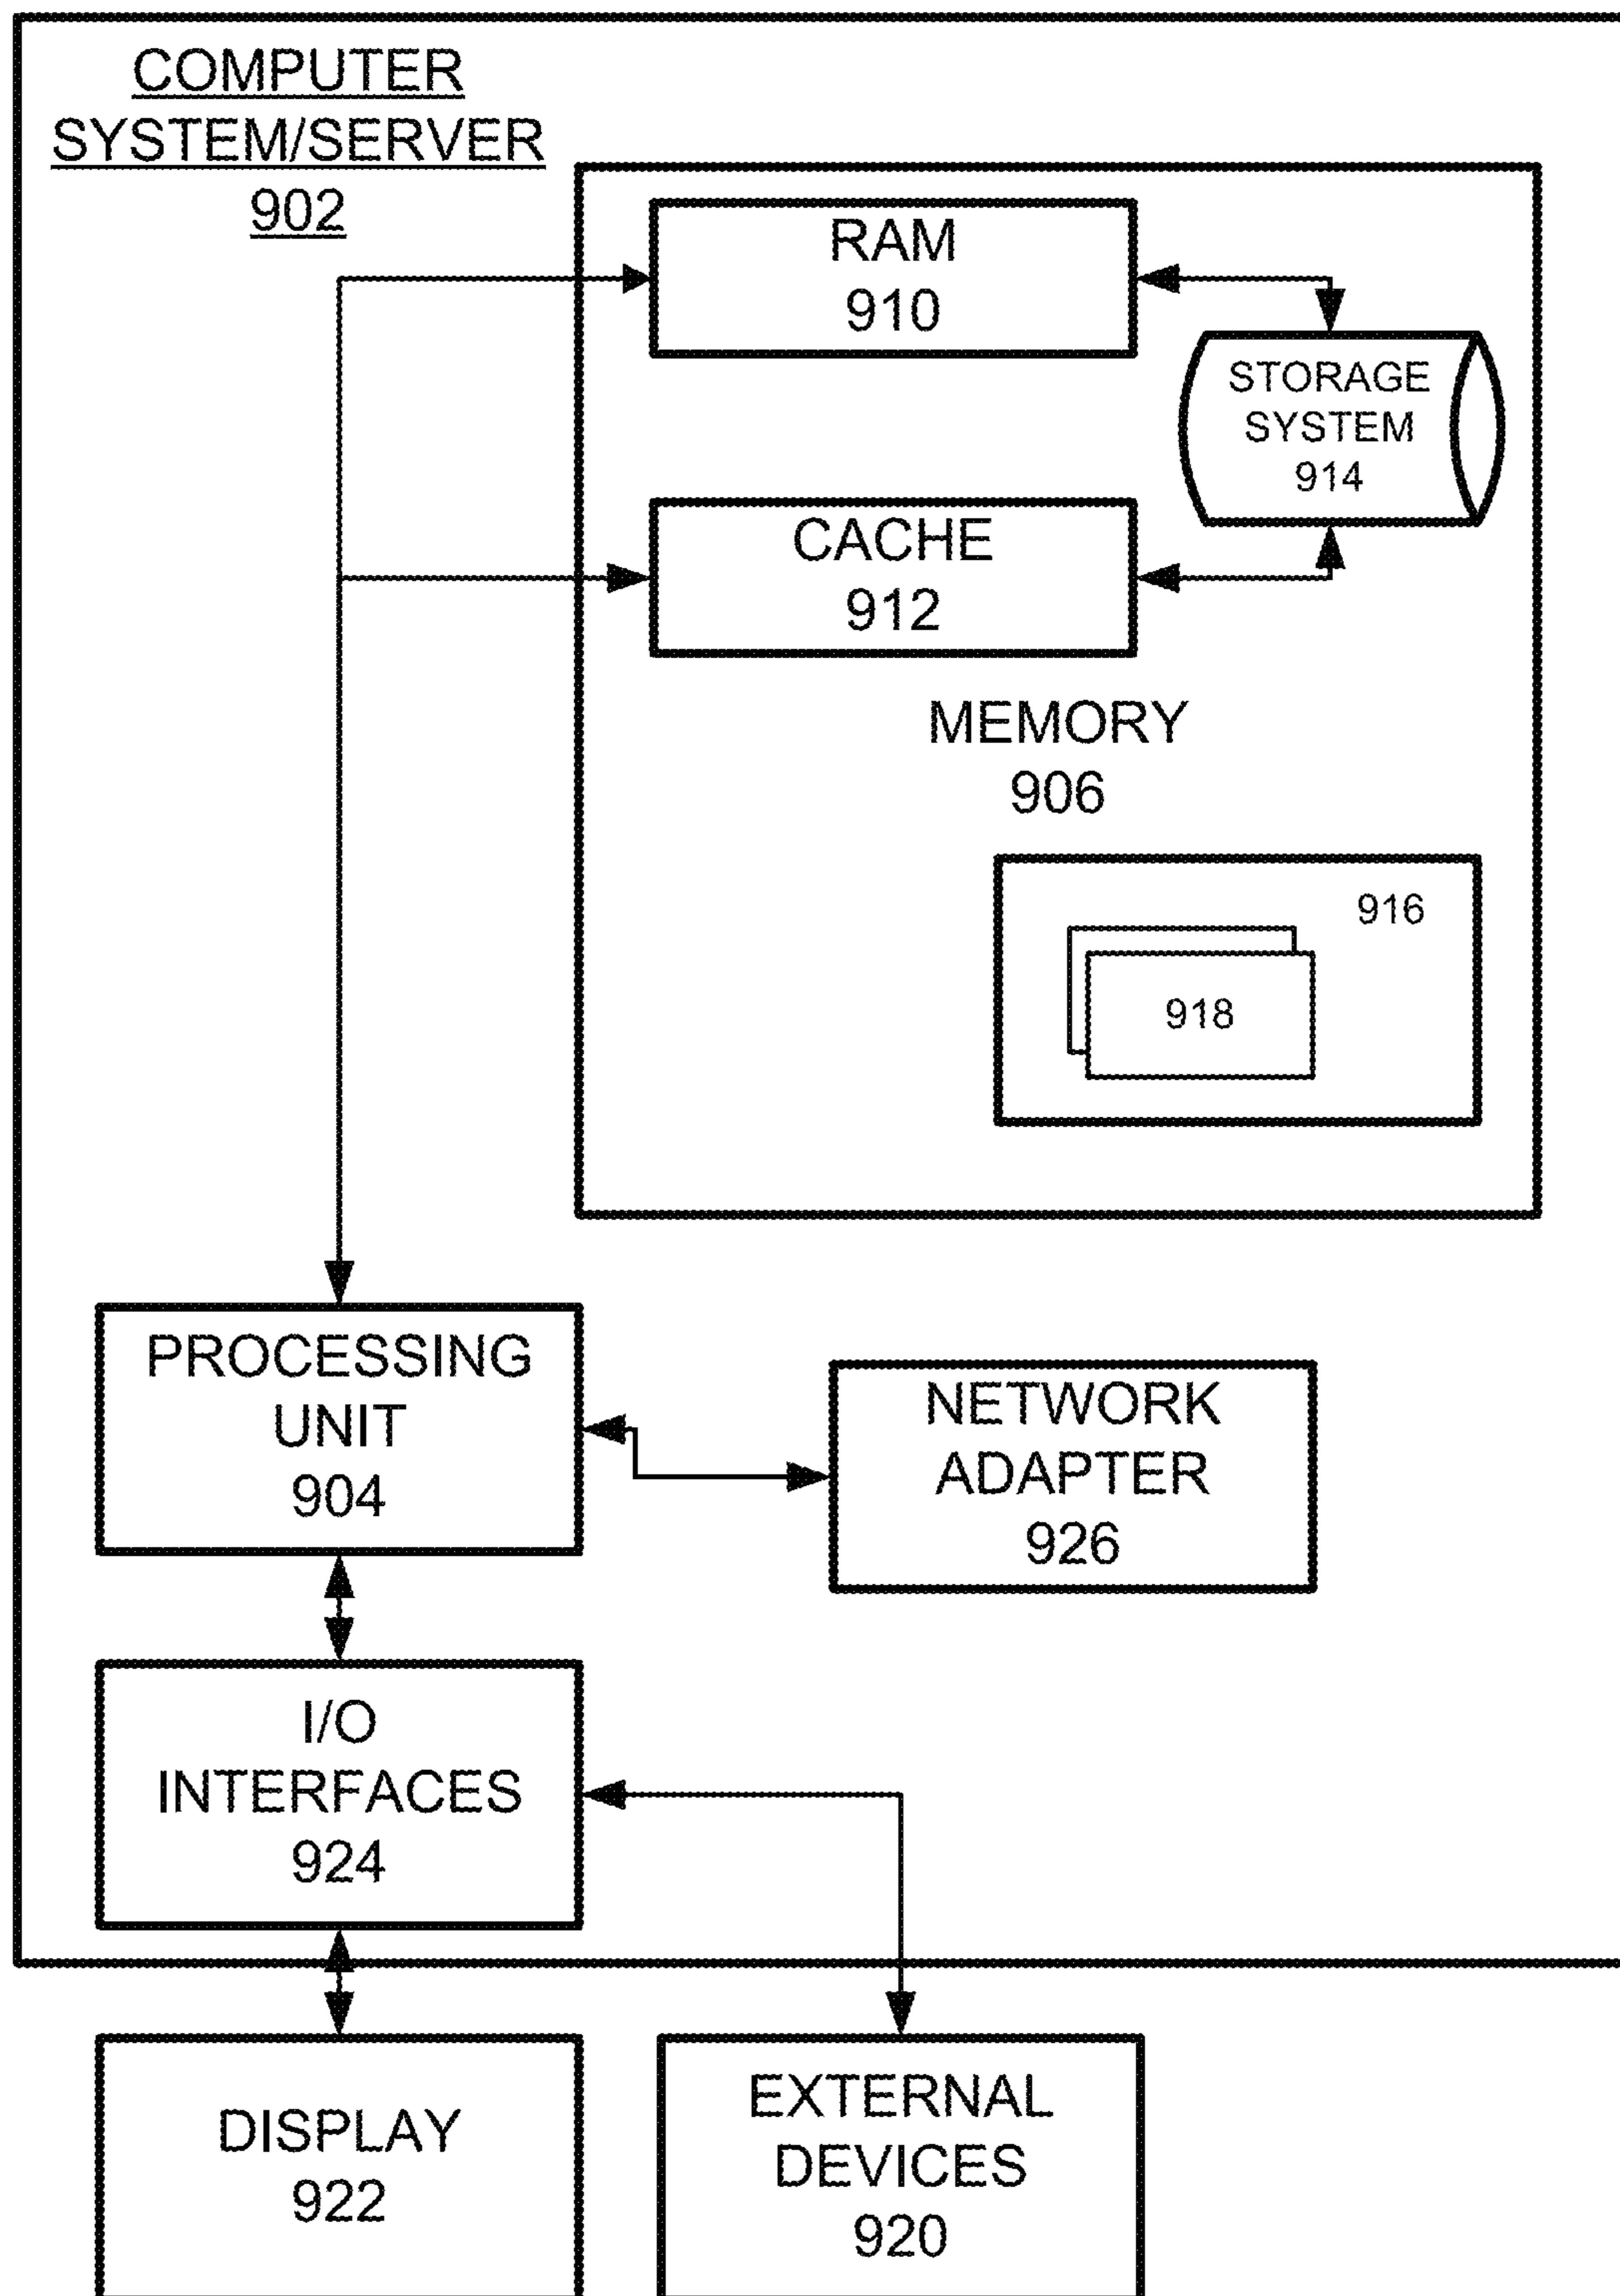 COMPUTER
SYSTEM/SERVER
902
RAM
910
STORAGE
SYSTEM
914
CACHE
912
MEMORY
906
916
918
PROCESSING
UNIT
904
NETWORK
ADAPTER
926
I/O
INTERFACES
924
DISPLAY
922
EXTERNAL
DEVICES
920